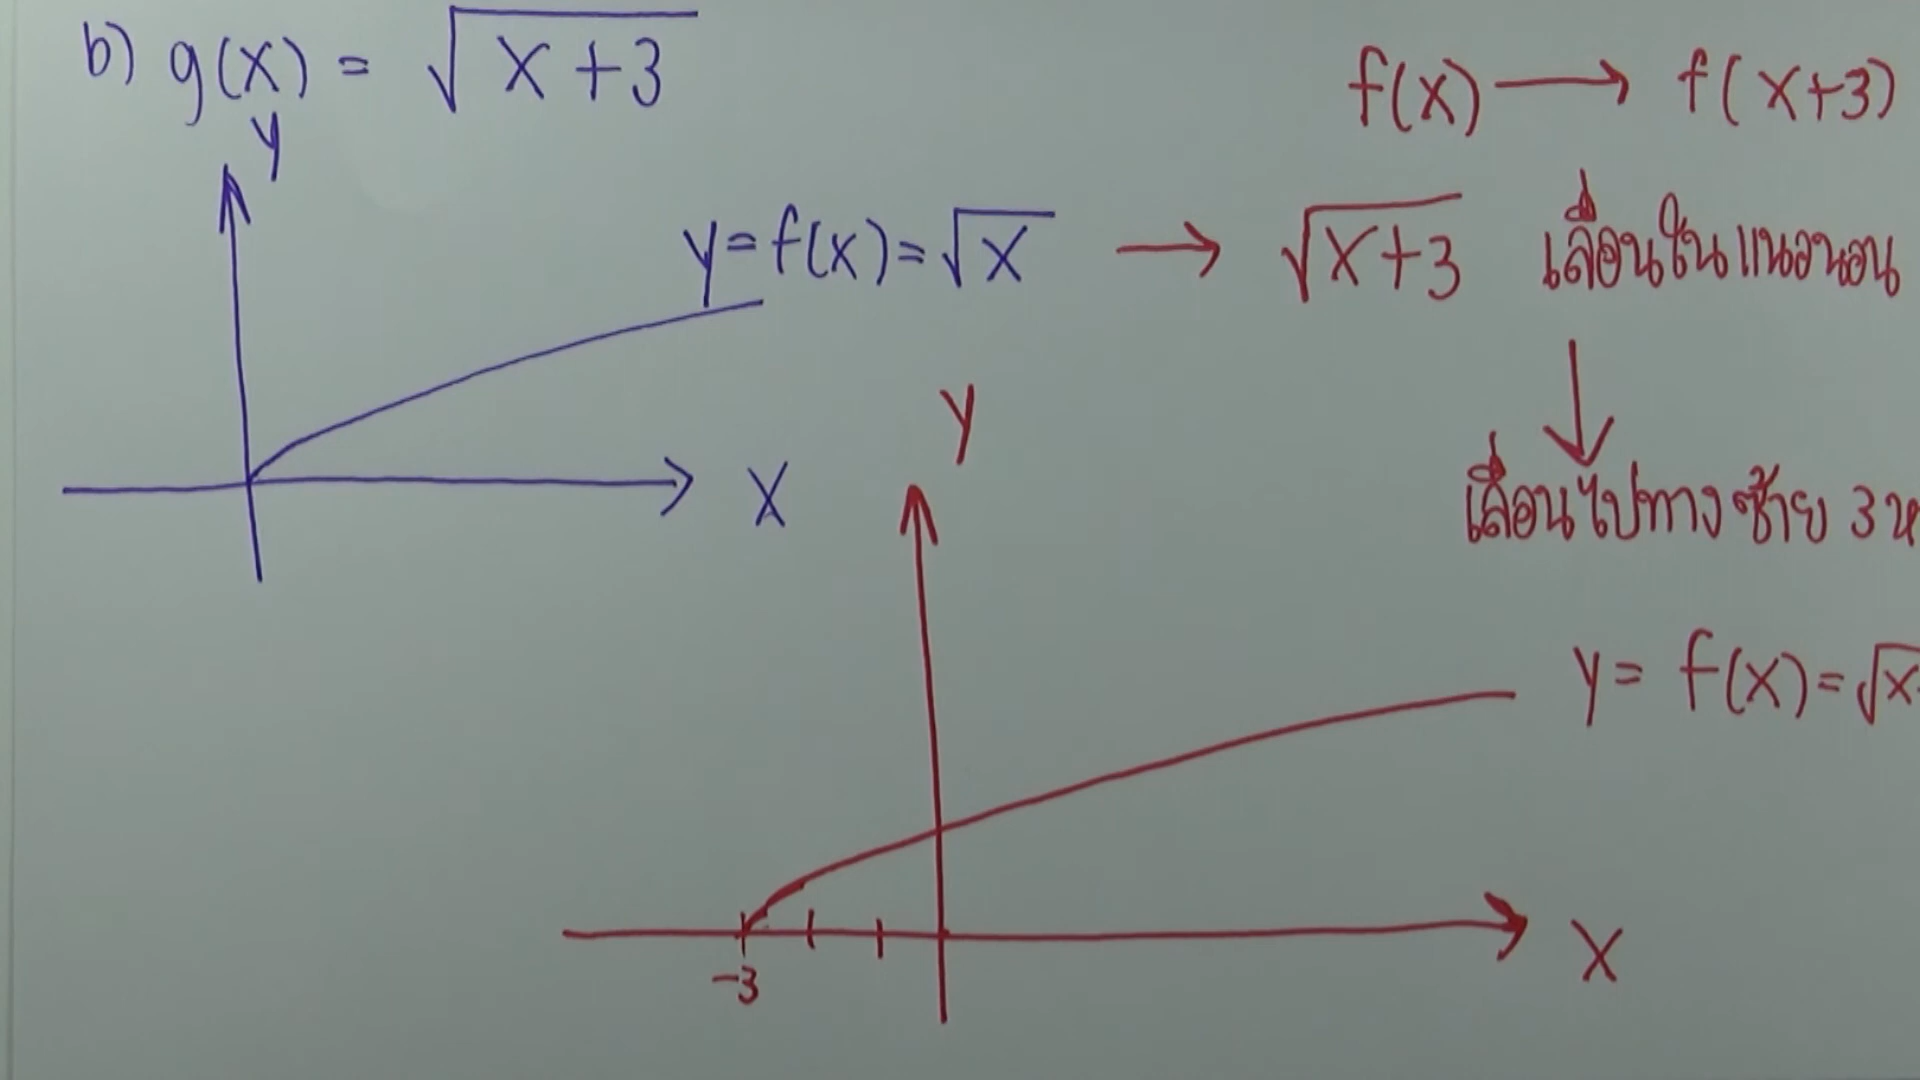 b) g(x) = √x+3
f(x) → f(x+3)
y
y = f(x) = √x → √x+3 เลื่อนในแนวนอน
x
↓
y
เลื่อนไปทางซ้าย 3 ห
y = f(x) = √x
x
-3